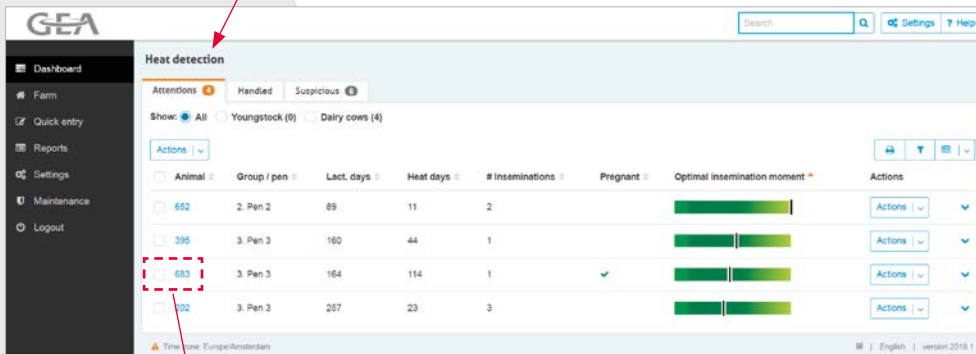 GEA
Search
Settings
? Help
Dashboard
Farm
Quick entry
Reports
Settings
Maintenance
Logout
Heat detection
Attentions 4 Handled Suspicious 6
Show: All Youngstock (0) Dairy cows (4)
Actions
Animal Group / pen Lact. days Heat days # Inseminations Pregnant Optimal insemination moment Actions
652 2. Pen 2 89 11 2 Actions
395 3. Pen 3 160 44 1 Actions
683 3. Pen 3 164 114 1 Actions
3. Pen 3 267 23 3 Actions
Time zone: Europe/Amsterdam
English | version 2018.1